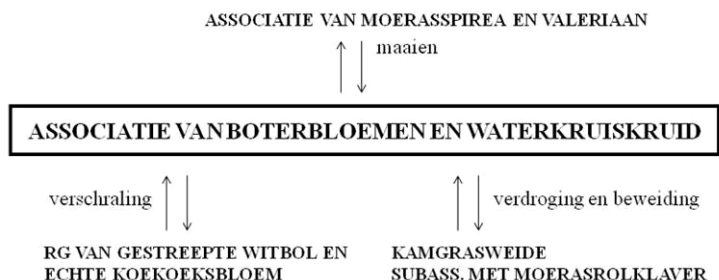 ASSOCIATIE VAN MOERASSPIREA EN VALERIAAN
maaien
ASSOCIATIE VAN BOTERBLOEMEN EN WATERKRUISKRUID
verschraling
verdroging en beweiding
RG VAN GESTREEPTE WITBOL EN
ECHTE KOEKOEKSBLOEM
KAMGRASWEIDE
SUBASS. MET MOERASROLKLAVER